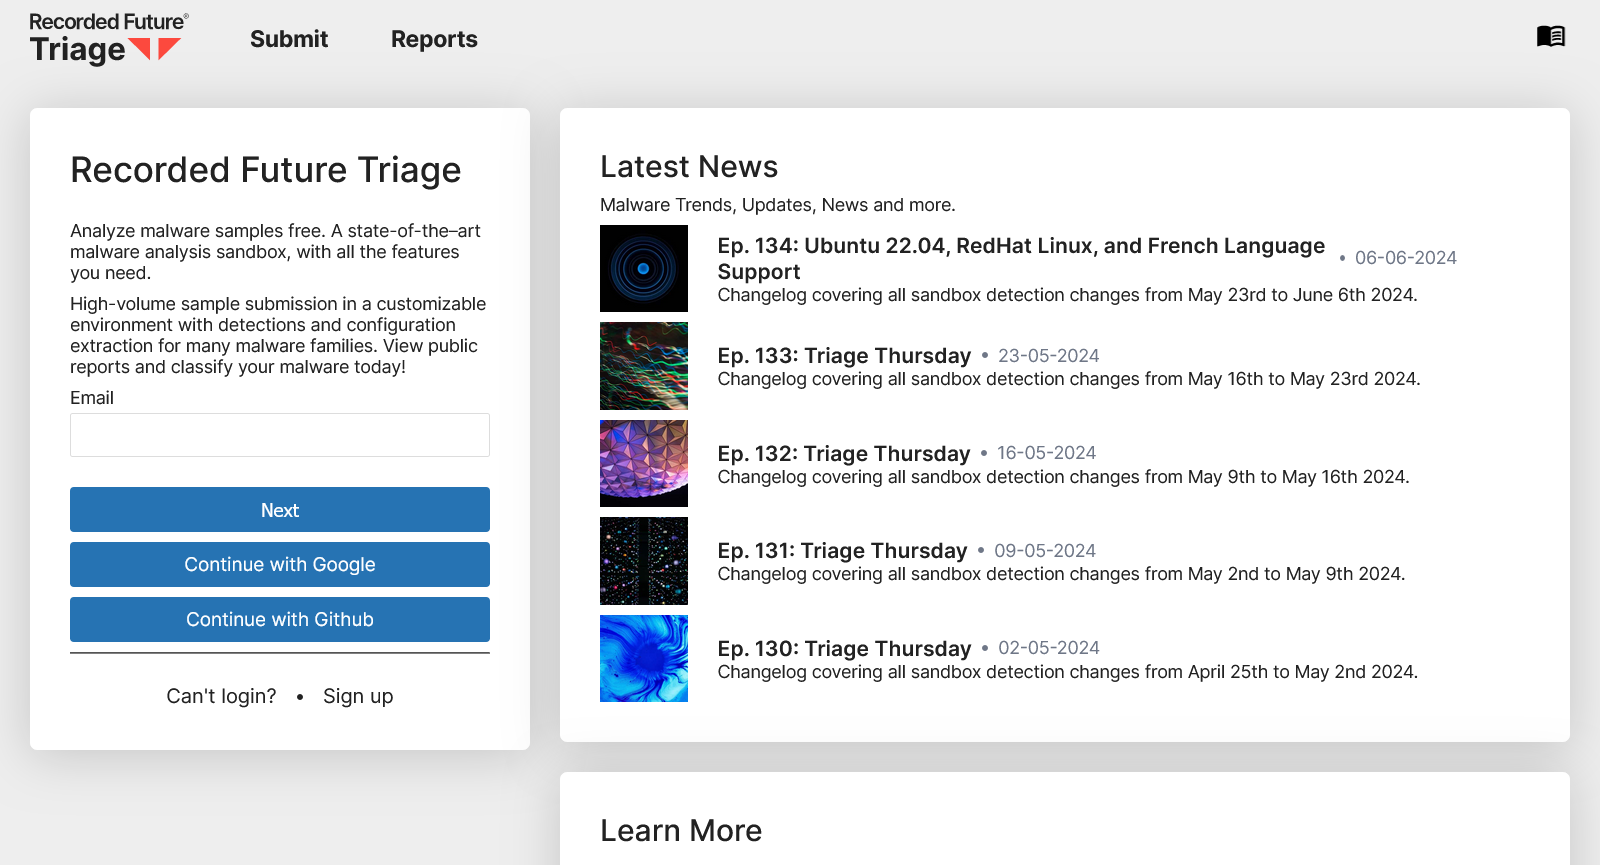 Recorded Future®
Triage
Submit
Reports
Recorded Future Triage
Analyze malware samples free. A state-of-the–art
malware analysis sandbox, with all the features
you need.
High-volume sample submission in a customizable
environment with detections and configuration
extraction for many malware families. View public
reports and classify your malware today!
Email
Next
Continue with Google
Continue with Github
Can't login? • Sign up
Latest News
Malware Trends, Updates, News and more.
Ep. 134: Ubuntu 22.04, RedHat Linux, and French Language
Support
• 06-06-2024
Changelog covering all sandbox detection changes from May 23rd to June 6th 2024.
Ep. 133: Triage Thursday • 23-05-2024
Changelog covering all sandbox detection changes from May 16th to May 23rd 2024.
Ep. 132: Triage Thursday • 16-05-2024
Changelog covering all sandbox detection changes from May 9th to May 16th 2024.
Ep. 131: Triage Thursday • 09-05-2024
Changelog covering all sandbox detection changes from May 2nd to May 9th 2024.
Ep. 130: Triage Thursday • 02-05-2024
Changelog covering all sandbox detection changes from April 25th to May 2nd 2024.
Learn More